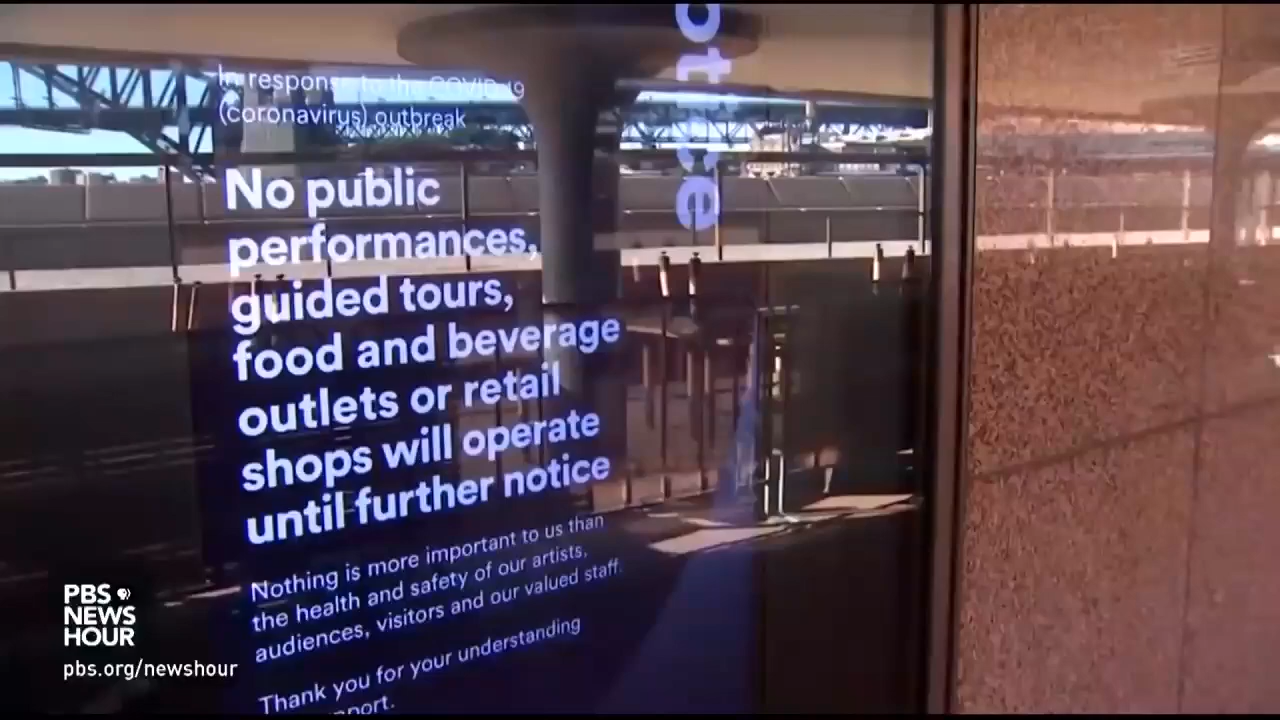 In response to the COVID-19
(coronavirus) outbreak
No public
performances,
guided tours,
food and beverage
outlets or retail
shops will operate
until further notice
Nothing is more important to us than
the health and safety of our artists,
audiences, visitors and our valued staff.
Thank you for your understanding
otice
PBS
NEWS
HOUR
pbs.org/newshour